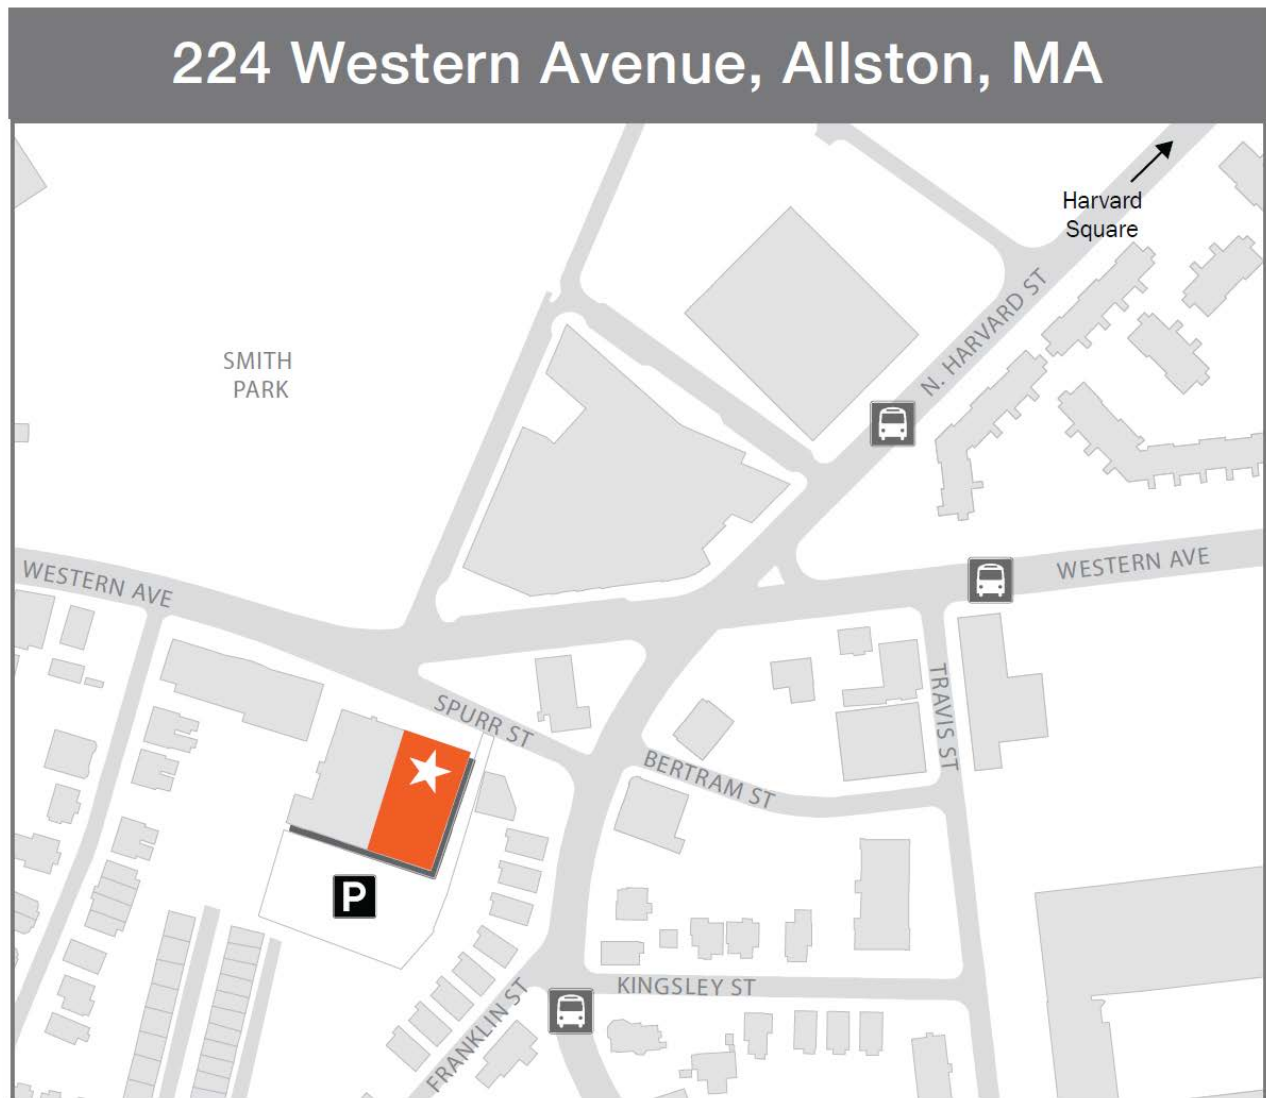 224 Western Avenue, Allston, MA
Harvard
Square
N. HARVARD ST
SMITH
PARK
WESTERN AVE
WESTERN AVE
SPURR ST
TRAVIS ST
BERTRAM ST
P
KINGSLEY ST
FRANKLIN ST